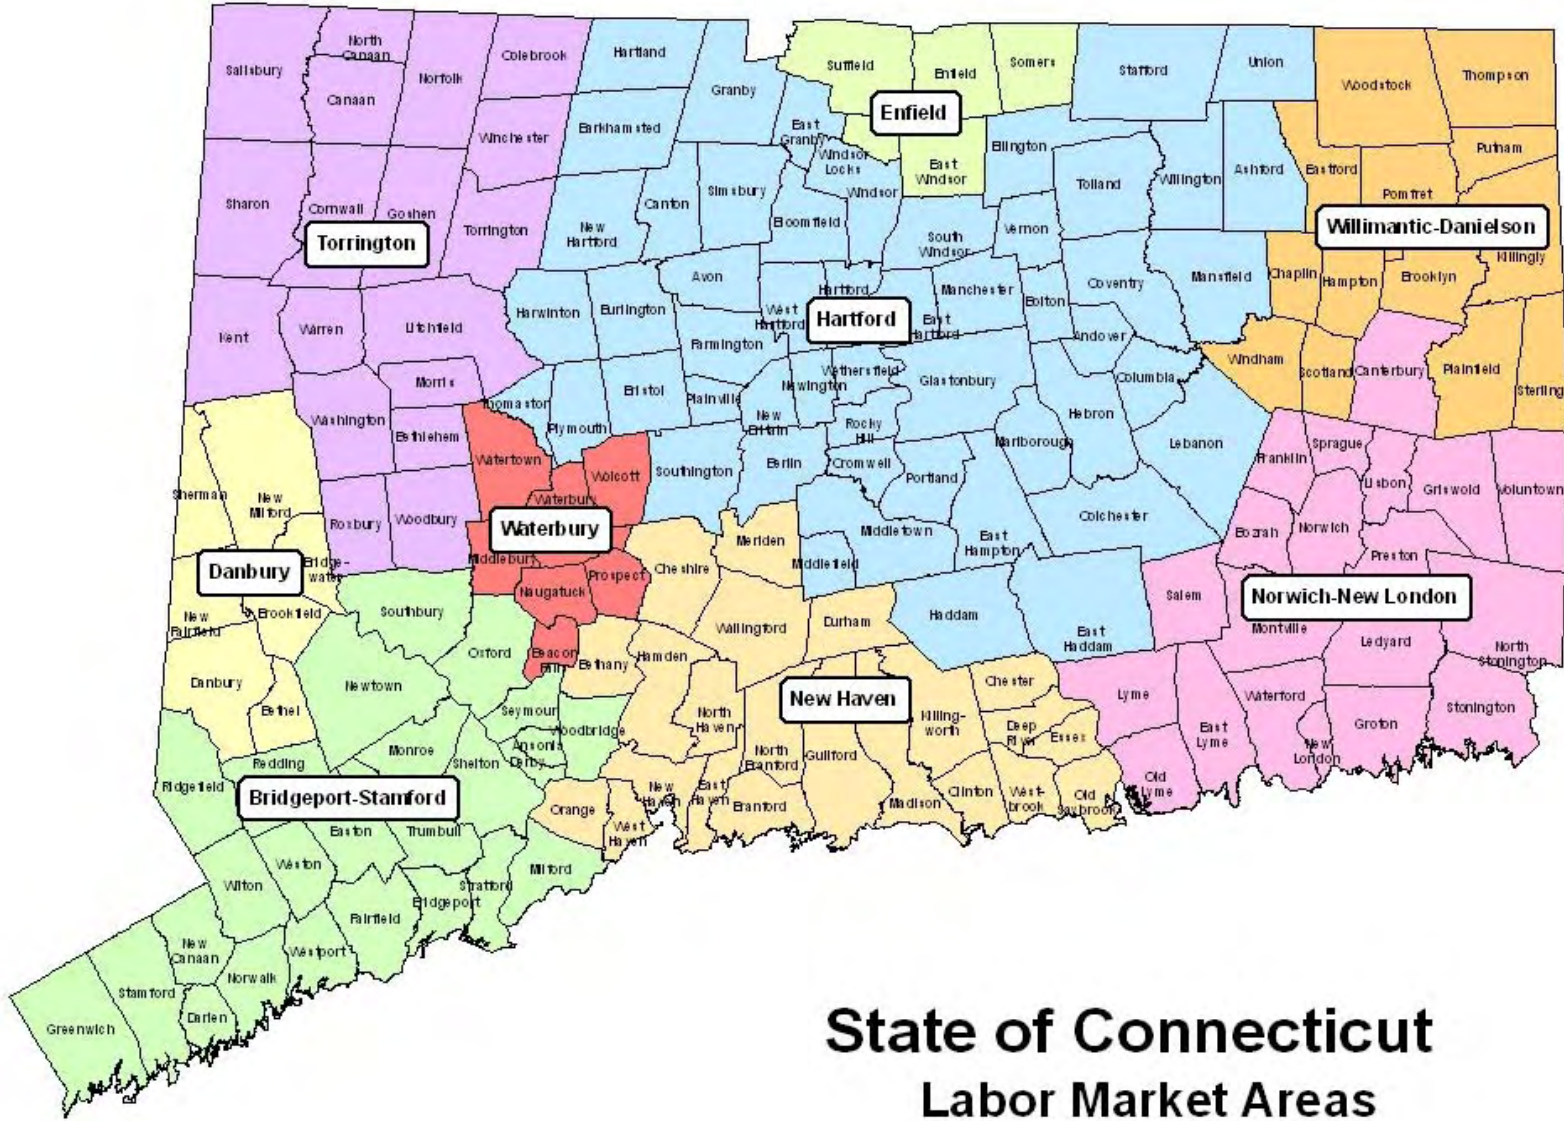 Salisbury
North
Canaan
Canaan
Norfolk
Colebrook
Hartland
Granby
Suffield
Enfield
Somers
Stafford
Union
Woodstock
Thompson
Winchester
Barkhamsted
East
Granby
Windsor
Locks
Enfield
East
Windsor
Ellington
Tolland
Willington
Ashford
Eastford
Pomfret
Putnam
Sharon
Cornwall
Goshen
Torrington
Torrington
New
Hartford
Canton
Simsbury
Bloomfield
Windsor
South
Windsor
Vernon
Willimantic-Danielson
Killingly
Kent
Warren
Litchfield
Harwinton
Burlington
Avon
West
Hartford
Hartford
Hartford
Manchester
East
Hartford
Bolton
Coventry
Mansfield
Chaplin
Hampton
Brooklyn
Farmington
Andover
Morris
Thomaston
Bristol
Plainville
Newington
Wethersfield
Glastonbury
Columbia
Windham
Scotland
Canterbury
Plainfield
Sterling
Washington
Bethlehem
Plymouth
New
Britain
Rocky
Hill
Marlborough
Hebron
Lebanon
Watertown
Wolcott
Waterbury
Southington
Berlin
Cromwell
Portland
Franklin
Sprague
Lisbon
Griswold
Voluntown
Sherman
New
Milford
Roxbury
Woodbury
Waterbury
Meriden
Middletown
East
Hampton
Colchester
Bozrah
Norwich
Preston
Danbury
Bridge-
water
Middlebury
Naugatuck
Prospect
Cheshire
Middlefield
Salem
Norwich-New London
New
Fairfield
Brookfield
Southbury
Oxford
Beacon
Falls
Bethany
Hamden
Wallingford
Durham
Haddam
East
Haddam
Montville
Ledyard
North
Stonington
Danbury
Bethel
Newtown
Seymour
Woodbridge
North
Haven
New Haven
Killing-
worth
Chester
Deep
River
Essex
Lyme
East
Lyme
Waterford
New
London
Groton
Stonington
Ridgefield
Redding
Monroe
Shelton
Ansonia
Derby
Bridgeport-Stamford
Orange
West
Haven
New
Haven
East
Haven
North
Branford
Branford
Guilford
Madison
Clinton
West-
brook
Old
Saybrook
Old
Lyme
Easton
Trumbull
Weston
Wilton
Milford
Stratford
Bridgeport
Fairfield
New
Canaan
Westport
Norwalk
Stamford
Darien
Greenwich
State of Connecticut
Labor Market Areas